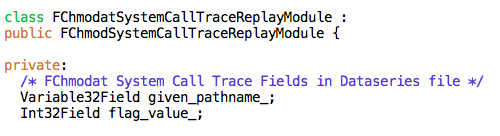 class FChmodatSystemCallTraceReplayModule :
public FChmodSystemCallTraceReplayModule {
private:
/* FChmodat System Call Trace Fields in Dataseries file */
Variable32Field given_pathname_;
Int32Field flag_value_;